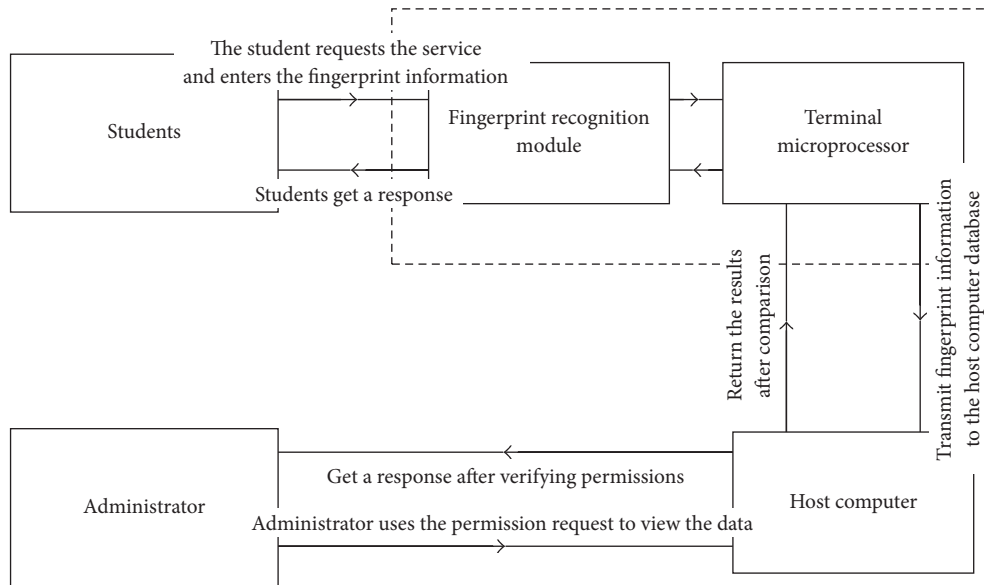 The student requests the service
and enters the fingerprint information
Students
Fingerprint recognition
module
Terminal
microprocessor
Students get a response
Return the results
after comparison
Transmit fingerprint information
to the host computer database
Get a response after verifying permissions
Administrator
Host computer
Administrator uses the permission request to view the data